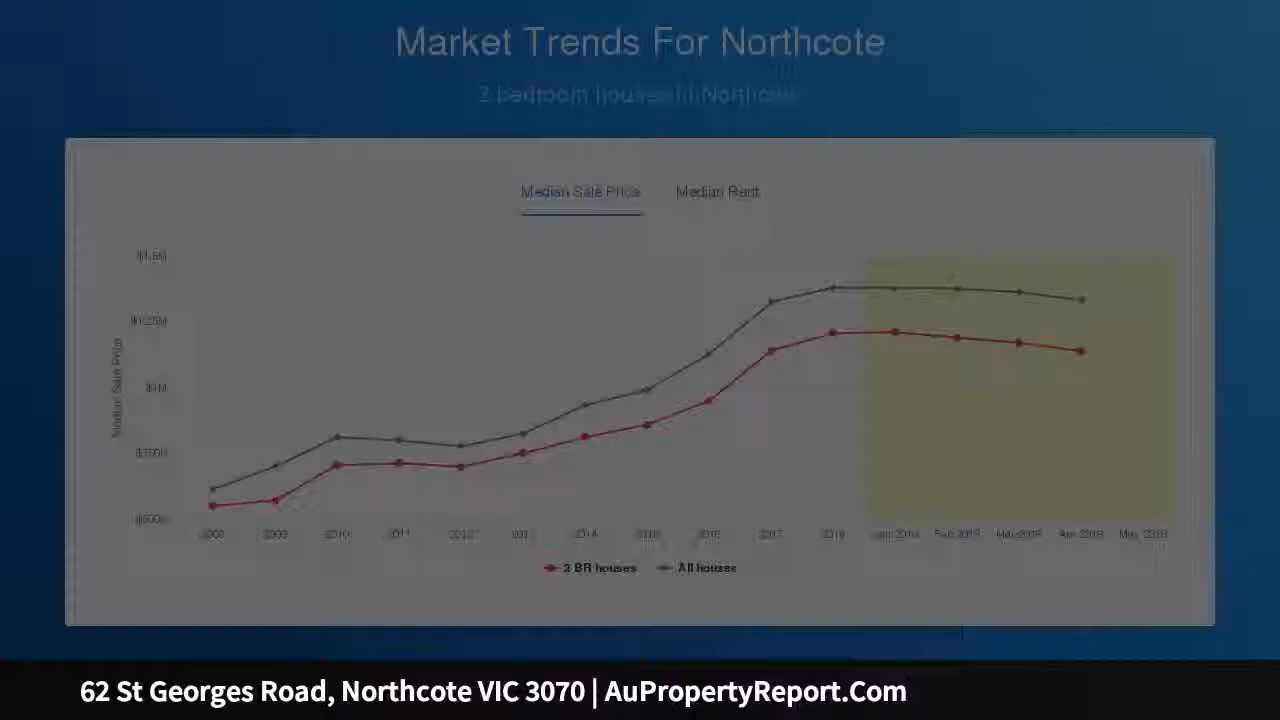 Market Trends For Northcote
bedroom houses in Northcote
Median Sale Price Median Rent
$1.5M
$1.25M
$1M
$750k
$500k
Median Sale Price
2008 2009 2010 2011 2012 2013 2014 2015 2016 2017 2018 Jan 2019 Feb 2019 Mar 2019 Apr 2019 May 2019
BR houses All houses
62 St Georges Road, Northcote VIC 3070 | AuPropertyReport.Com